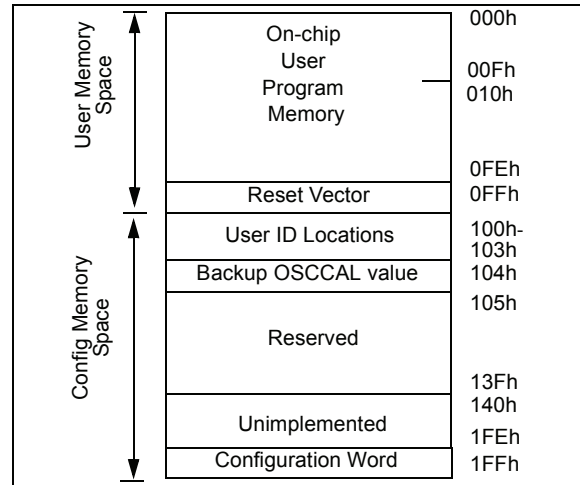 000h
On-chip
User
Program
Memory
00Fh
010h
0FEh
Reset Vector
0FFh
User Memory
Space
User ID Locations
100h-
103h
Backup OSCCAL value
104h
105h
Reserved
13Fh
140h
Unimplemented
1FEh
Configuration Word
1FFh
Config Memory
Space